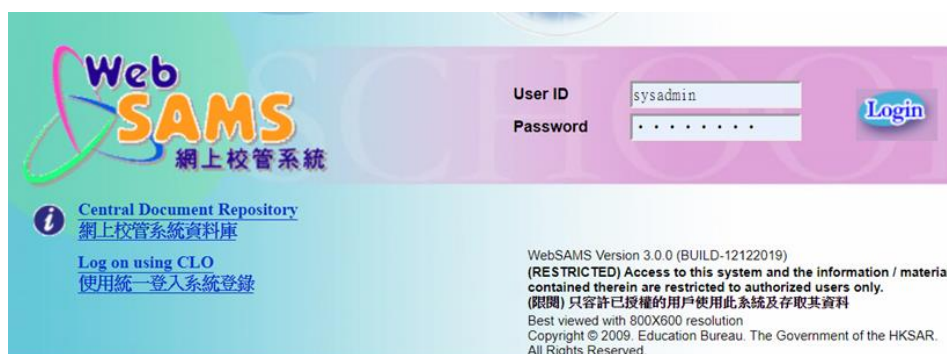 Web
SAMS
網上校管系統
SCHOOL
User ID
sysadmin
Password
········
Login
Central Document Repository
網上校管系統資料庫
Log on using CLO
使用統一登入系統登錄
WebSAMS Version 3.0.0 (BUILD-12122019)
(RESTRICTED) Access to this system and the information / materia
contained therein are restricted to authorized users only.
(限閱) 只容許已授權的用戶使用此系統及存取其資料
Best viewed with 800X600 resolution
Copyright © 2009. Education Bureau. The Government of the HKSAR.
All Rights Reserved